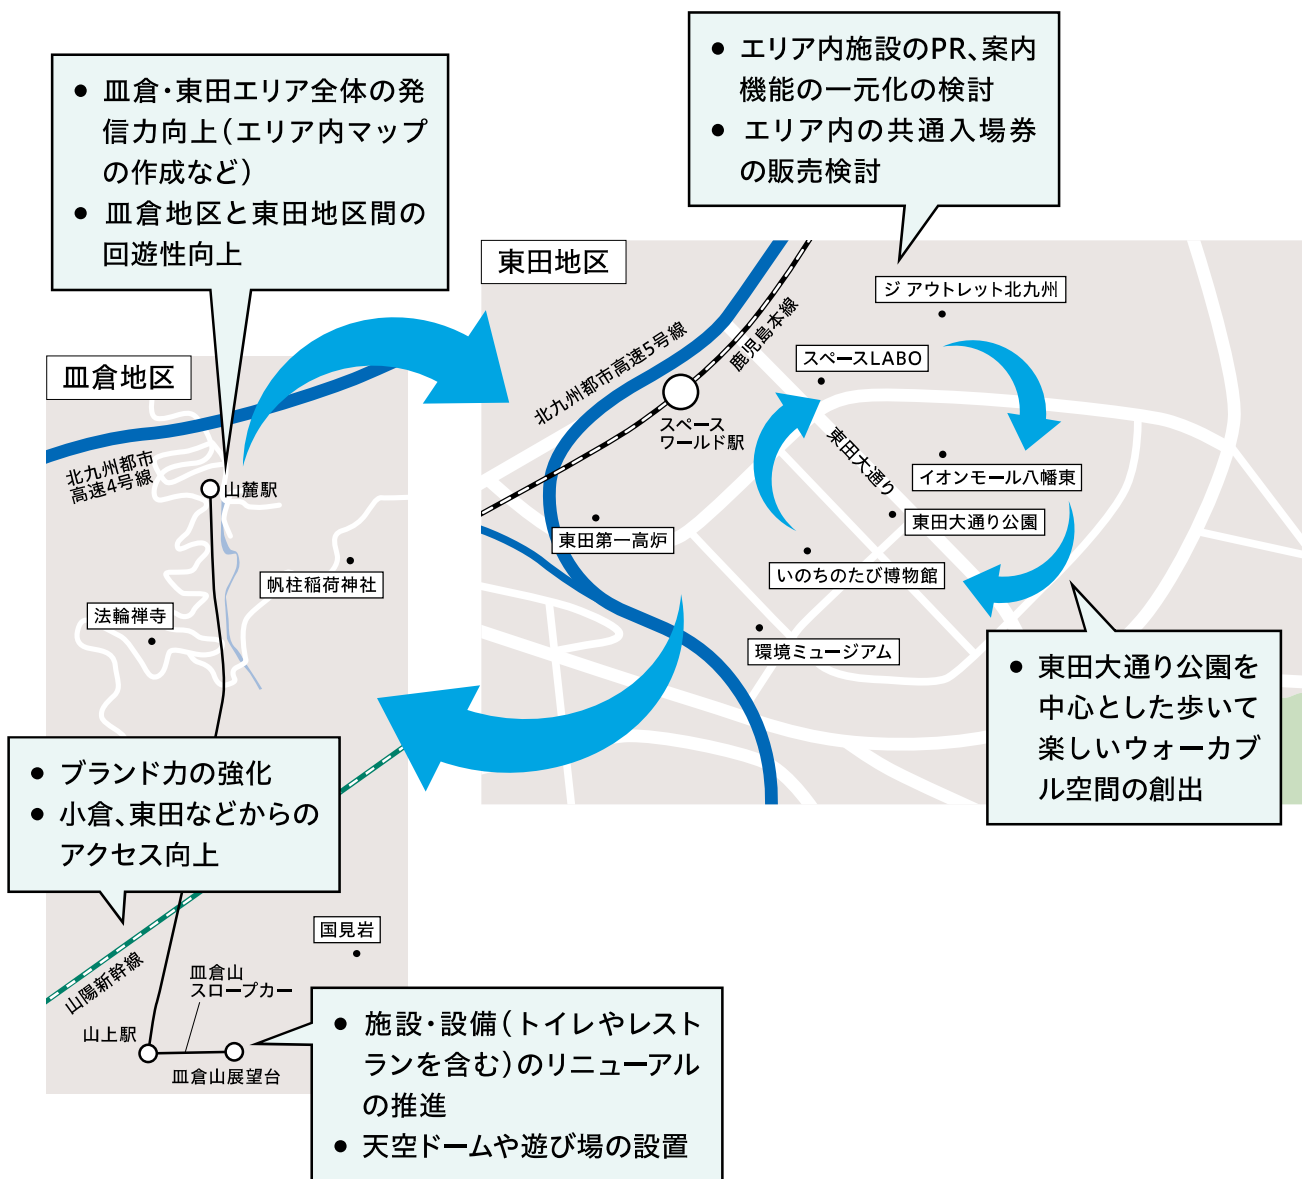 ● 皿倉・東田エリア全体の発
信力向上（エリア内マップ
の作成など）
● 皿倉地区と東田地区間の
回遊性向上
● エリア内施設のPR、案内
機能の一元化の検討
● エリア内の共通入場券
の販売検討
東田地区
ジ アウトレット北九州
鹿児島本線
北九州都市高速5号線
スペースLABO
スペース
ワールド駅
東田大通り
イオンモール八幡東
東田大通り公園
東田第一高炉
いのちのたび博物館
環境ミュージアム
● 東田大通り公園を
中心とした歩いて
楽しいウォーカブ
ル空間の創出
皿倉地区
北九州都市
高速4号線
山麓駅
帆柱稲荷神社
法輪禅寺
● ブランド力の強化
● 小倉、東田などからの
アクセス向上
国見岩
山陽新幹線
皿倉山
スロープカー
山上駅
皿倉山展望台
● 施設・設備（トイレやレスト
ランを含む）のリニューアル
の推進
● 天空ドームや遊び場の設置